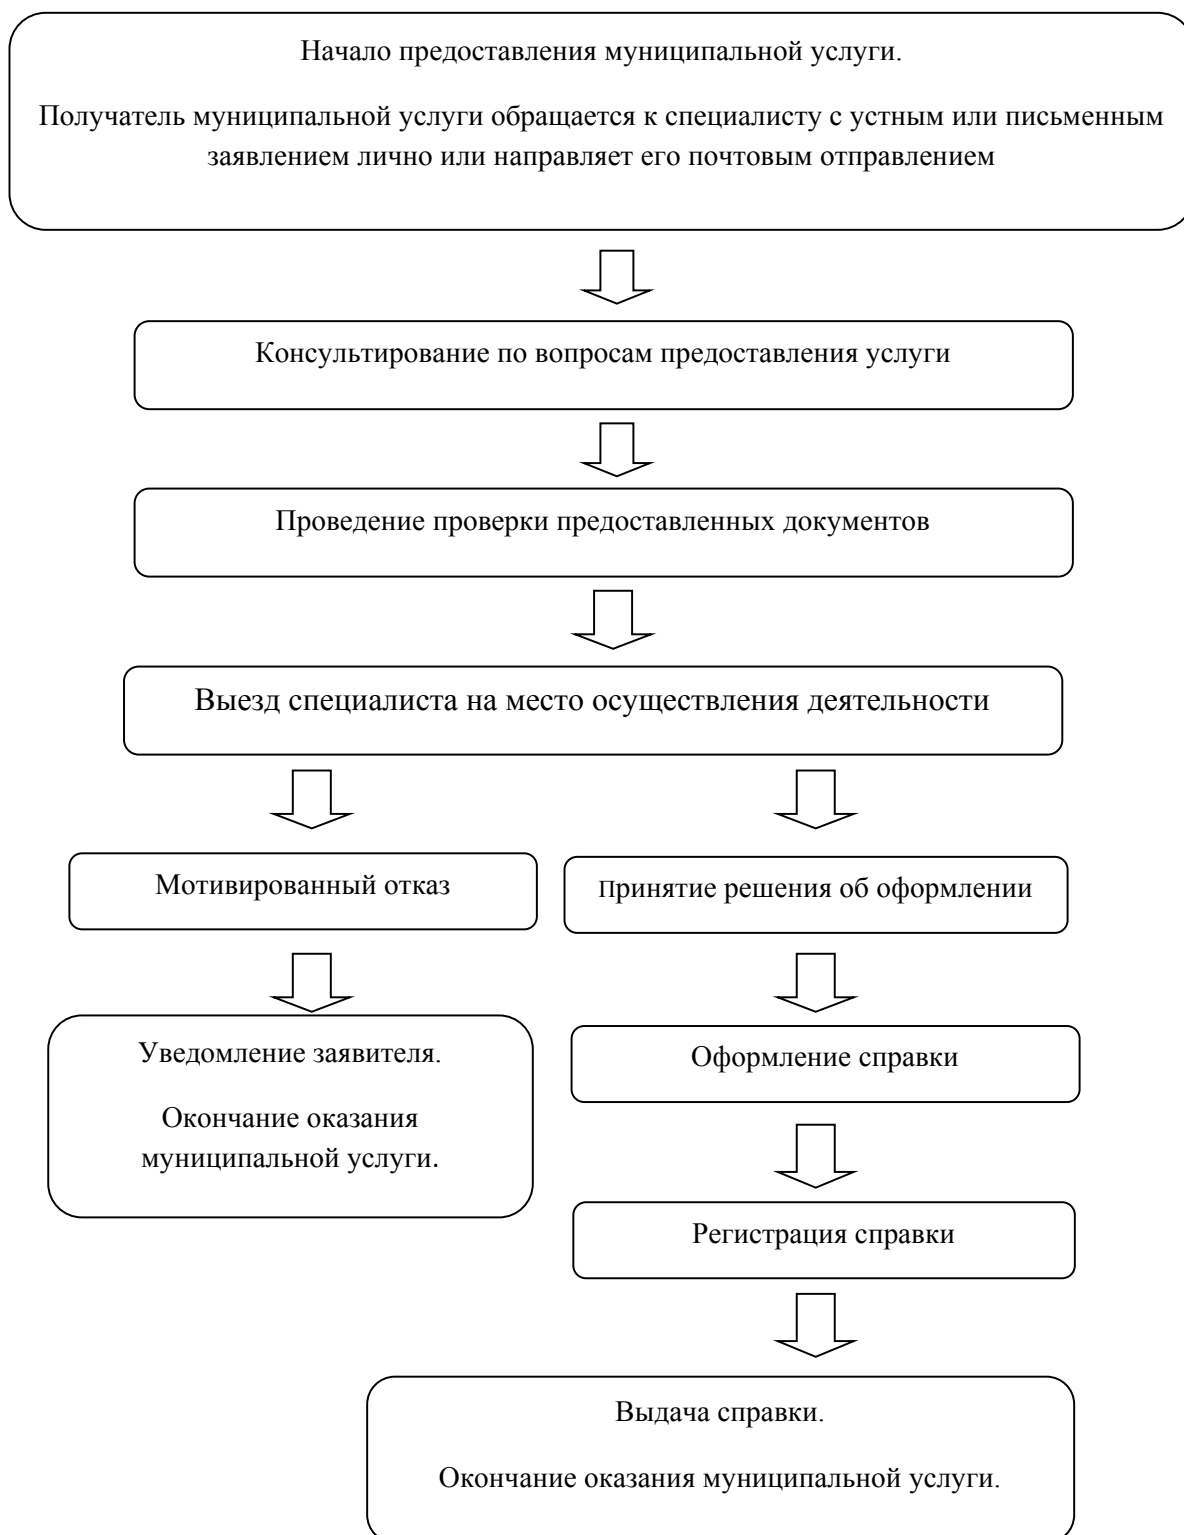 Начало предоставления муниципальной услуги.
Получатель муниципальной услуги обращается к специалисту с устным или письменным
заявлением лично или направляет его почтовым отправлением
Консультирование по вопросам предоставления услуги
Проведение проверки предоставленных документов
Выезд специалиста на место осуществления деятельности
Мотивированный отказ
Принятие решения об оформлении
Уведомление заявителя.
Окончание оказания
муниципальной услуги.
Оформление справки
Регистрация справки
Выдача справки.
Окончание оказания муниципальной услуги.